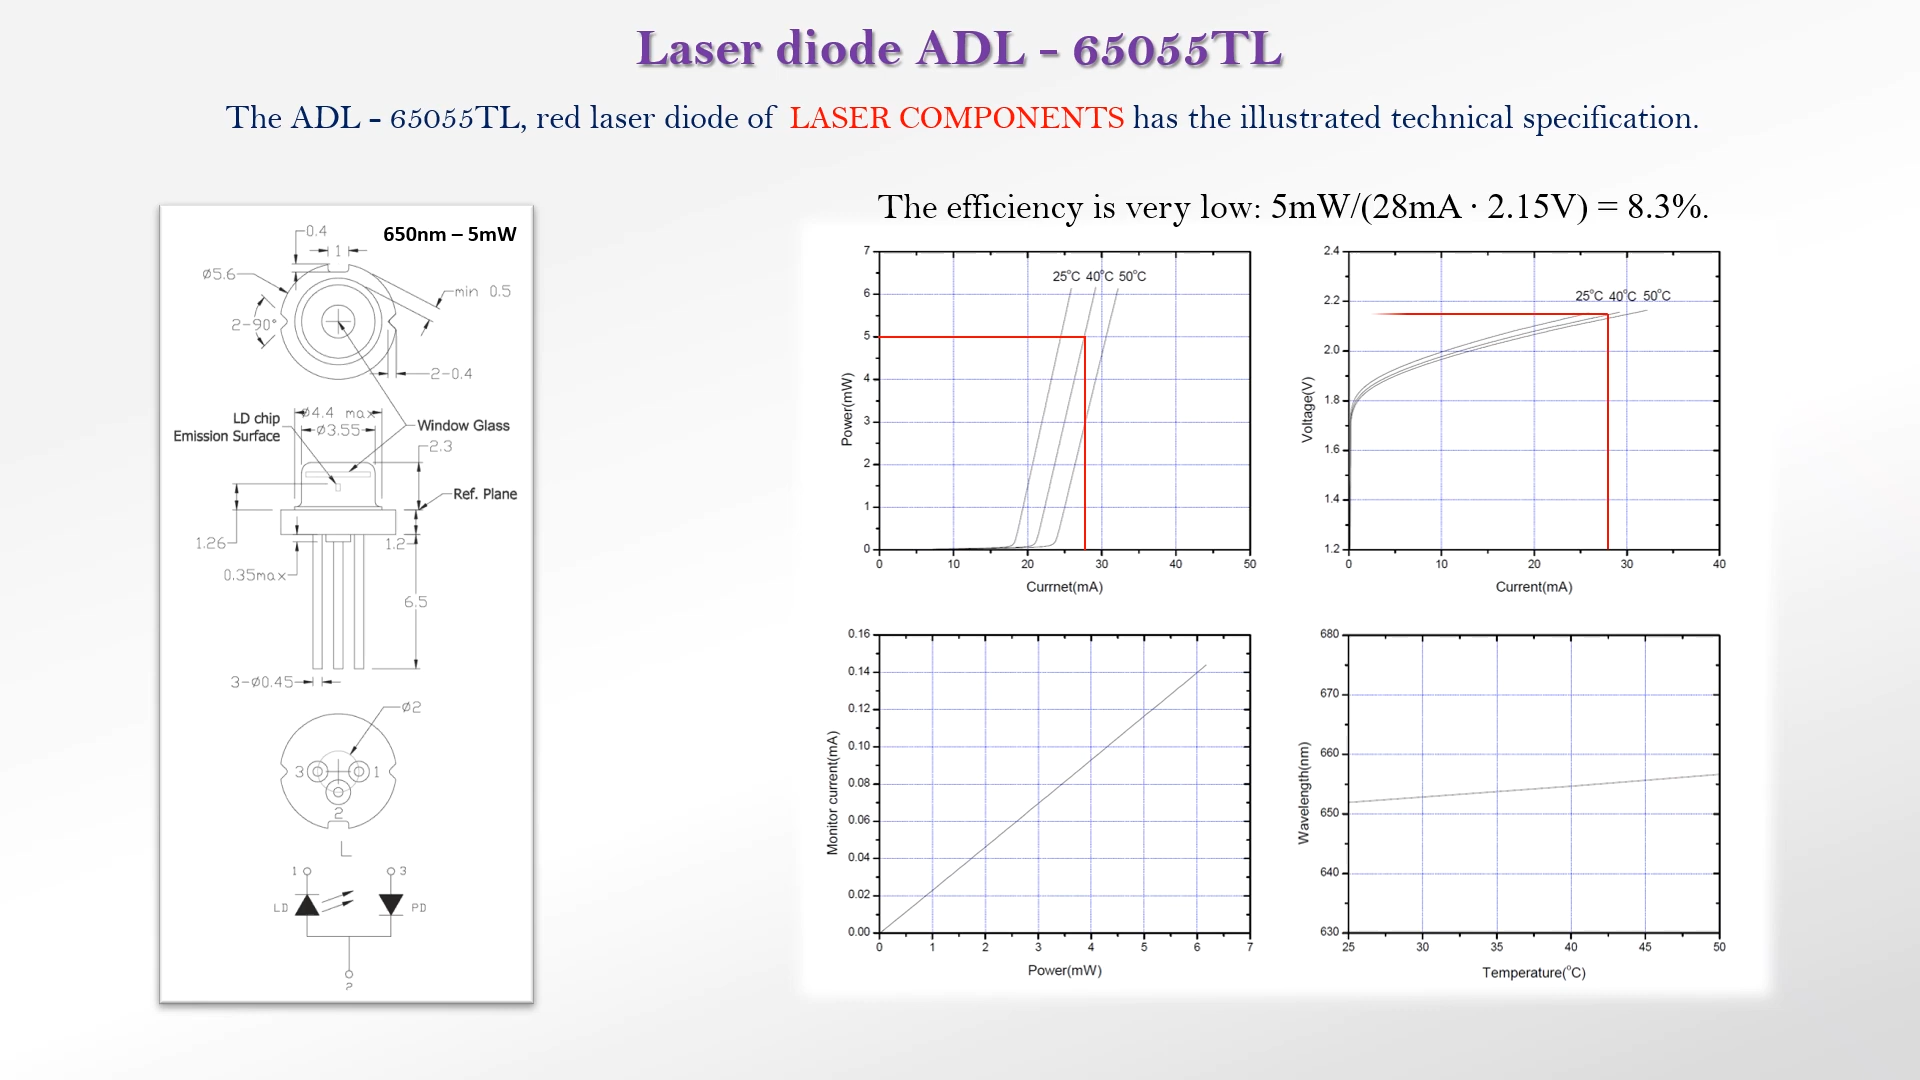 Laser diode ADL - 65055TL
The ADL - 65055TL, red laser diode of LASER COMPONENTS has the illustrated technical specification.
The efficiency is very low: 5mW/(28mA · 2.15V) = 8.3%.
650nm – 5mW
0.4
1
Ø5.6
min 0.5
2-90°
2-0.4
Ø4.4 max
LD chip
Emission Surface
Ø3.55
Window Glass
2.3
Ref. Plane
1.26
1.2
0.35max
6.5
3-Ø0.45
Ø2
3 1
2
1 3
LD PD
2
7
6
5
4
3
2
1
0
Power(mW)
25°C 40°C 50°C
0 10 20 30 40 50
Currnet(mA)
2.4
2.2
2.0
1.8
1.6
1.4
1.2
Voltage(V)
25°C 40°C 50°C
0 10 20 30 40
Current(mA)
0.16
0.14
0.12
0.10
0.08
0.06
0.04
0.02
0.00
Monitor current(mA)
0 1 2 3 4 5 6 7
Power(mW)
680
670
660
650
640
630
Wavelength(nm)
25 30 35 40 45 50
Temperature(°C)